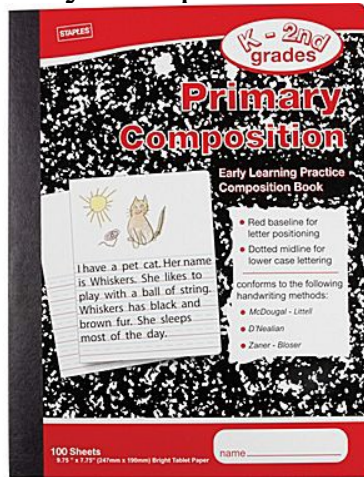 STAPLES
K - 2nd
grades
Primary
Composition
Early Learning Practice
Composition Book
• Red baseline for
letter positioning
• Dotted midline for
lower case lettering
conforms to the following
handwriting methods:
• McDougal - Littell
• D'Nealian
• Zaner - Bloser
I have a pet cat. Her name
is Whiskers. She likes to
play with a ball of string.
Whiskers has black and
brown fur. She sleeps
most of the day.
100 Sheets
9.75 " x 7.75" (247mm x 196mm) Bright Tablet Paper
name